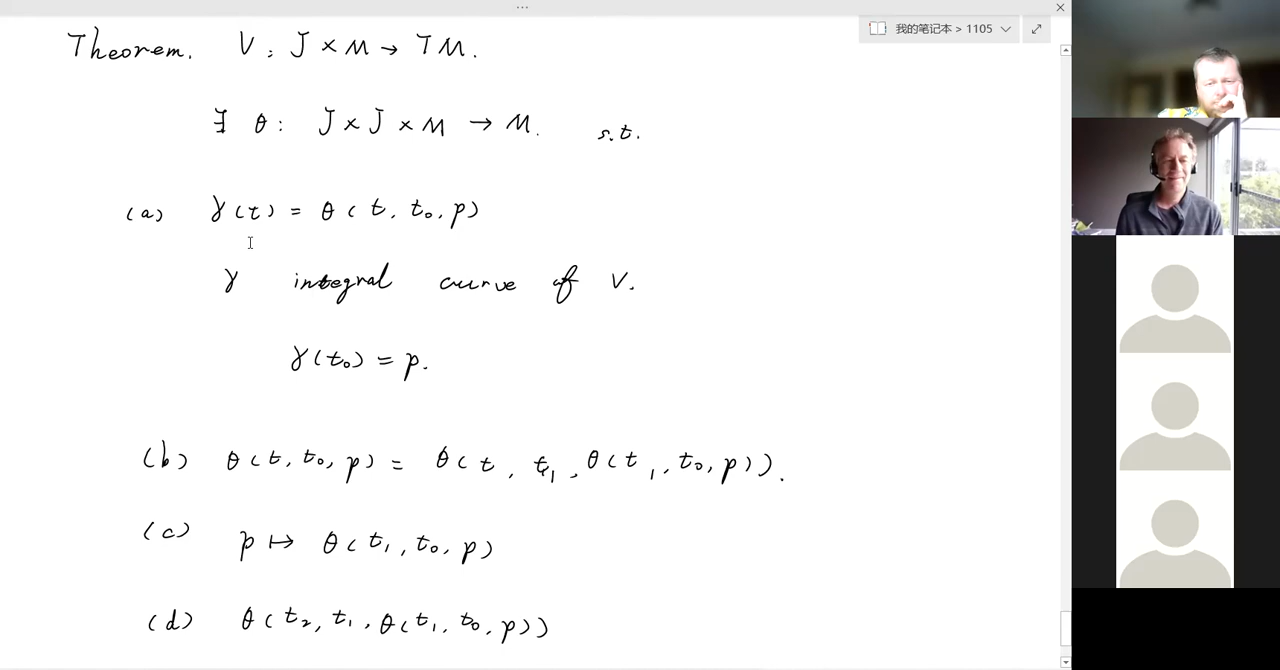 我的笔记本 > 1105
Theorem. V: J × M → TM.
∃ θ: J × J × M → M. s.t.
(a) γ(t) = θ(t, t₀, p)
γ integral curve of V.
γ(t₀) = p.
(b) θ(t, t₀, p) = θ(t, t₁, θ(t₁, t₀, p)).
(c) p ↦ θ(t₁, t₀, p)
(d) θ(t₂, t₁, θ(t₁, t₀, p))